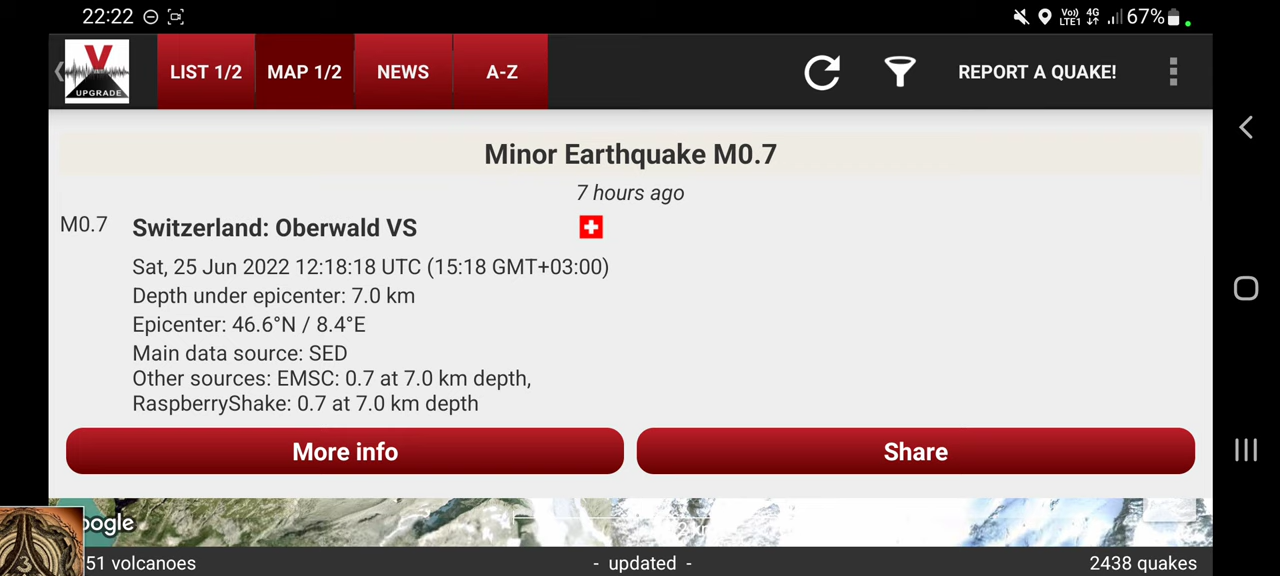 22:22
Vo)) LTE1 4G 67%
V
UPGRADE
LIST 1/2 MAP 1/2 NEWS A-Z REPORT A QUAKE!
Minor Earthquake M0.7
7 hours ago
M0.7 Switzerland: Oberwald VS
Sat, 25 Jun 2022 12:18:18 UTC (15:18 GMT+03:00)
Depth under epicenter: 7.0 km
Epicenter: 46.6°N / 8.4°E
Main data source: SED
Other sources: EMSC: 0.7 at 7.0 km depth,
RaspberryShake: 0.7 at 7.0 km depth
More info Share
oogle
51 volcanoes - updated - 2438 quakes